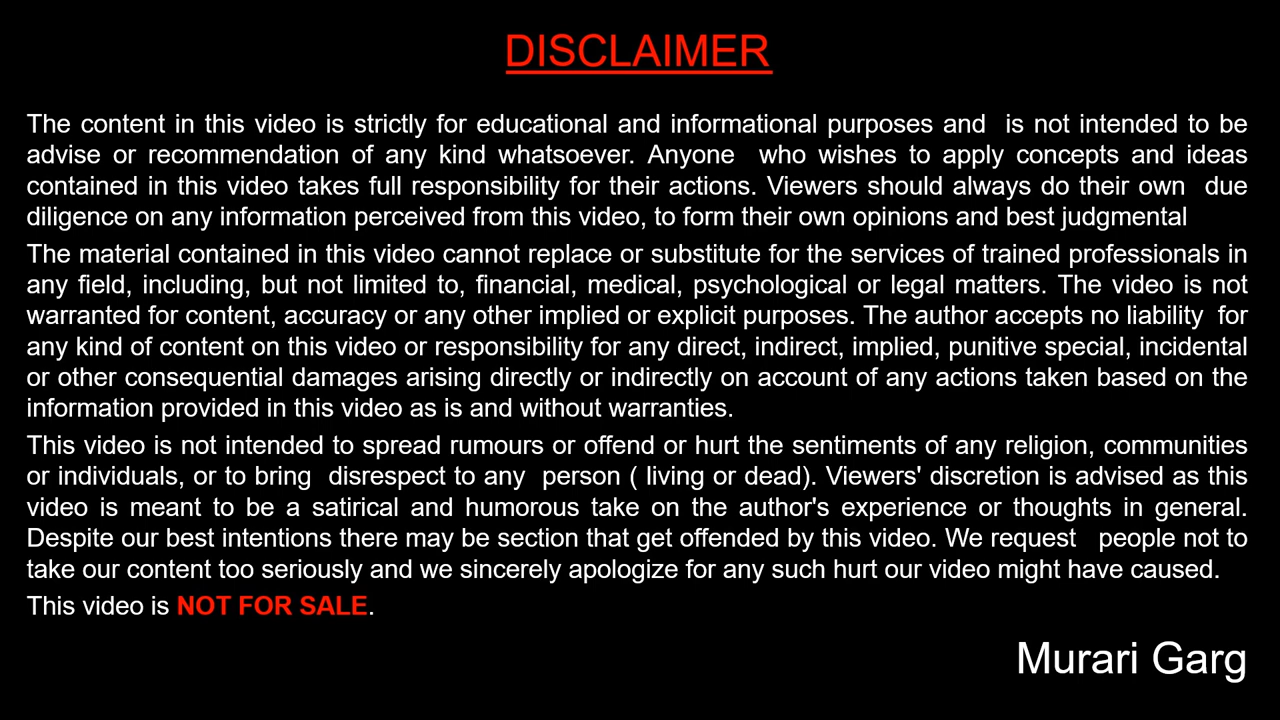 DISCLAIMER
The content in this video is strictly for educational and informational purposes and is not intended to be
advise or recommendation of any kind whatsoever. Anyone who wishes to apply concepts and ideas
contained in this video takes full responsibility for their actions. Viewers should always do their own due
diligence on any information perceived from this video, to form their own opinions and best judgmental
The material contained in this video cannot replace or substitute for the services of trained professionals in
any field, including, but not limited to, financial, medical, psychological or legal matters. The video is not
warranted for content, accuracy or any other implied or explicit purposes. The author accepts no liability for
any kind of content on this video or responsibility for any direct, indirect, implied, punitive special, incidental
or other consequential damages arising directly or indirectly on account of any actions taken based on the
information provided in this video as is and without warranties.
This video is not intended to spread rumours or offend or hurt the sentiments of any religion, communities
or individuals, or to bring disrespect to any person ( living or dead). Viewers' discretion is advised as this
video is meant to be a satirical and humorous take on the author's experience or thoughts in general.
Despite our best intentions there may be section that get offended by this video. We request people not to
take our content too seriously and we sincerely apologize for any such hurt our video might have caused.
This video is NOT FOR SALE.
Murari Garg